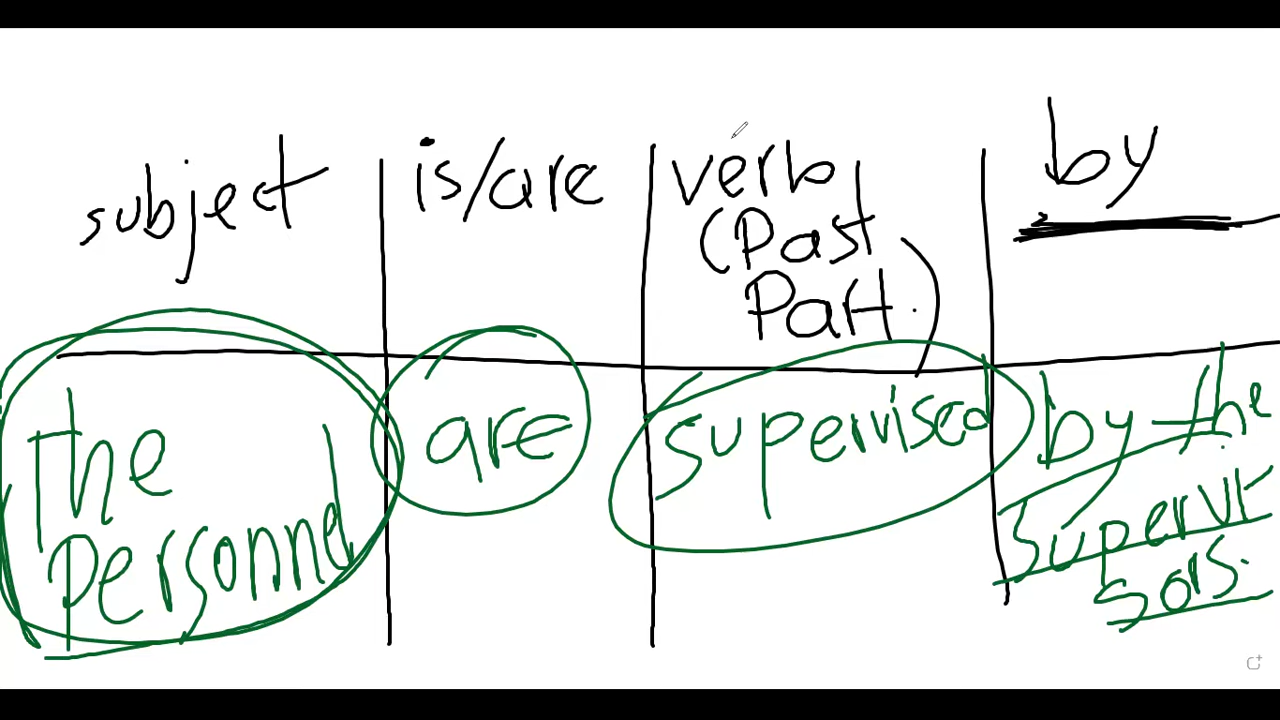 subject is/are verb by
(Past
Part.)
the are supervised by the
Personnel Supervi
sors.